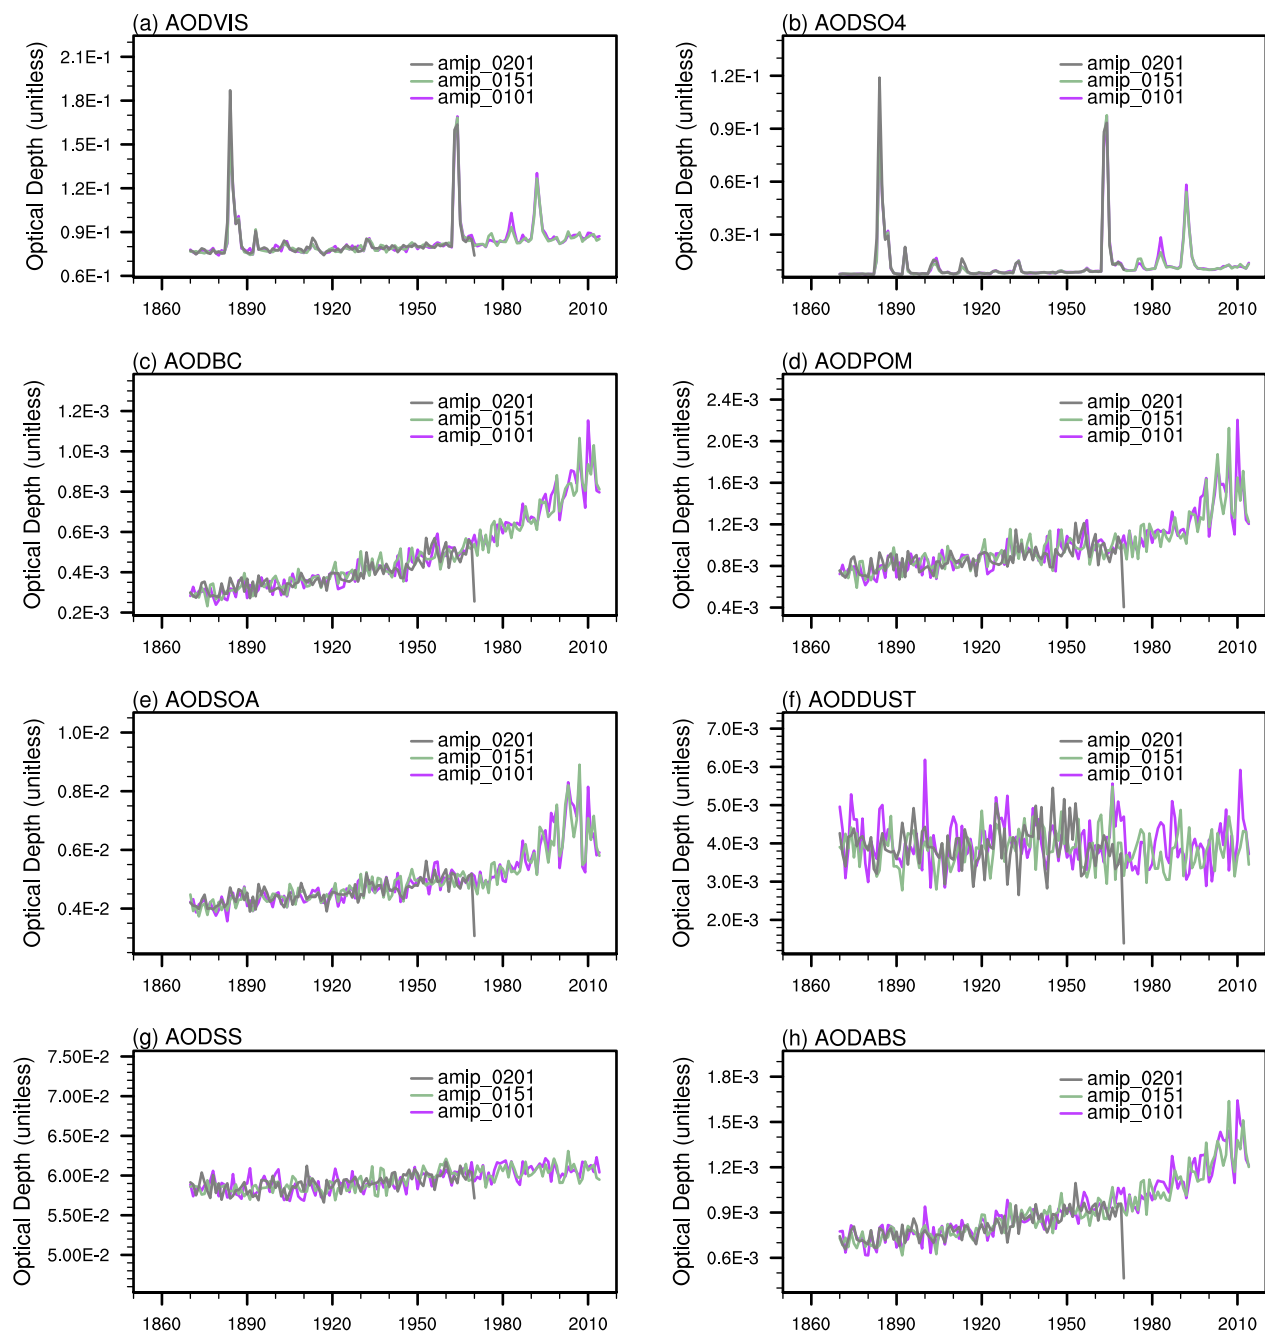 (a) AODVIS
Optical Depth (unitless)
2.1E-1
1.8E-1
1.5E-1
1.2E-1
0.9E-1
0.6E-1
amip_0201
amip_0151
amip_0101
1860 1890 1920 1950 1980 2010
(b) AODSO4
Optical Depth (unitless)
1.2E-1
0.9E-1
0.6E-1
0.3E-1
amip_0201
amip_0151
amip_0101
1860 1890 1920 1950 1980 2010
(c) AODBC
Optical Depth (unitless)
1.2E-3
1.0E-3
0.8E-3
0.6E-3
0.4E-3
0.2E-3
amip_0201
amip_0151
amip_0101
1860 1890 1920 1950 1980 2010
(d) AODPOM
Optical Depth (unitless)
2.4E-3
2.0E-3
1.6E-3
1.2E-3
0.8E-3
0.4E-3
amip_0201
amip_0151
amip_0101
1860 1890 1920 1950 1980 2010
(e) AODSOA
Optical Depth (unitless)
1.0E-2
0.8E-2
0.6E-2
0.4E-2
amip_0201
amip_0151
amip_0101
1860 1890 1920 1950 1980 2010
(f) AODDUST
Optical Depth (unitless)
7.0E-3
6.0E-3
5.0E-3
4.0E-3
3.0E-3
2.0E-3
amip_0201
amip_0151
amip_0101
1860 1890 1920 1950 1980 2010
(g) AODSS
Optical Depth (unitless)
7.50E-2
7.00E-2
6.50E-2
6.00E-2
5.50E-2
5.00E-2
amip_0201
amip_0151
amip_0101
1860 1890 1920 1950 1980 2010
(h) AODABS
Optical Depth (unitless)
1.8E-3
1.5E-3
1.2E-3
0.9E-3
0.6E-3
amip_0201
amip_0151
amip_0101
1860 1890 1920 1950 1980 2010